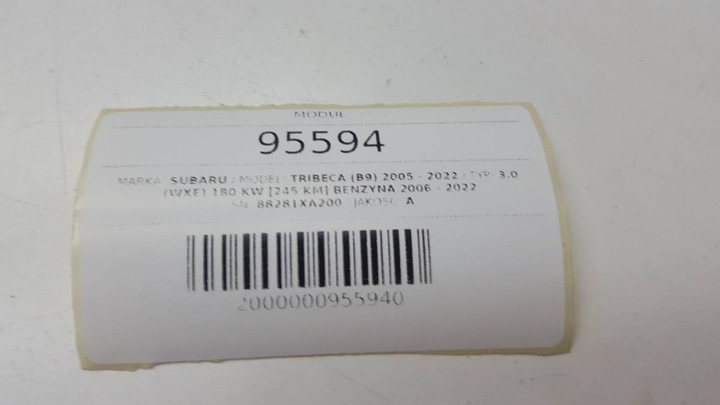 MODUŁ
95594
MARKA: SUBARU / MODEL: TRIBECA (B9) 2005 - 2022 / TYP: 3.0
(WXE) 180 KW [245 KM] BENZYNA 2006 - 2022
SN: 88281XA200 JAKOŚĆ: A
2000000955940